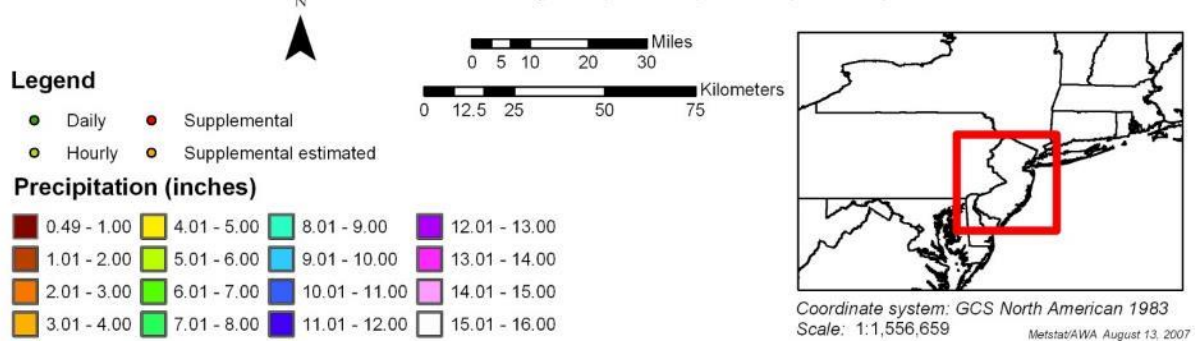 N
Miles
0 5 10 20 30
Kilometers
0 12.5 25 50 75
Legend
Daily Supplemental
Hourly Supplemental estimated
Precipitation (inches)
0.49 - 1.00 4.01 - 5.00 8.01 - 9.00 12.01 - 13.00
1.01 - 2.00 5.01 - 6.00 9.01 - 10.00 13.01 - 14.00
2.01 - 3.00 6.01 - 7.00 10.01 - 11.00 14.01 - 15.00
3.01 - 4.00 7.01 - 8.00 11.01 - 12.00 15.01 - 16.00
Coordinate system: GCS North American 1983
Scale: 1:1,556,659
Metstat/AWA August 13, 2007